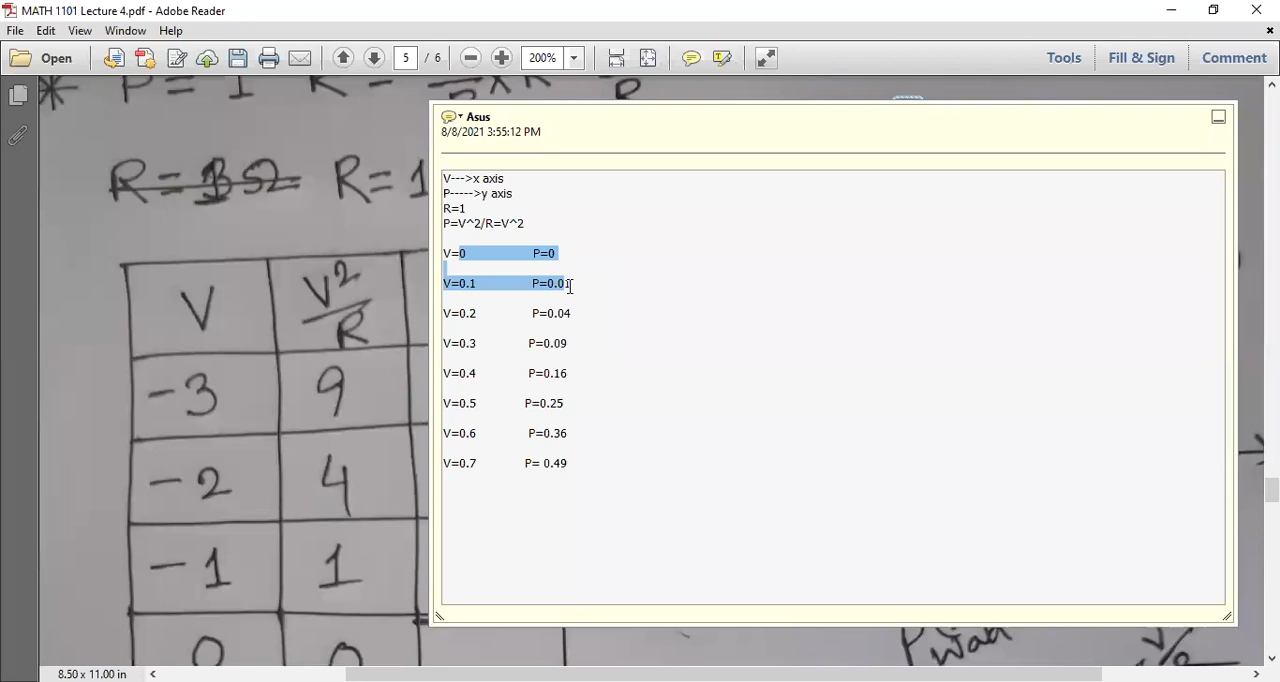 MATH 1101 Lecture 4.pdf - Adobe Reader
File Edit View Window Help
Open 5 / 6 200% Tools Fill & Sign Comment
* P = 1 R =
R
R = 1
Asus
8/8/2021 3:55:12 PM
V--->x axis
P----->y axis
R=1
P=V^2/R=V^2
V=0 P=0
V=0.1 P=0.01
V=0.2 P=0.04
V=0.3 P=0.09
V=0.4 P=0.16
V=0.5 P=0.25
V=0.6 P=0.36
V=0.7 P= 0.49
V V²/R
-3 9
-2 4
-1 1
0 0
8.50 x 11.00 in